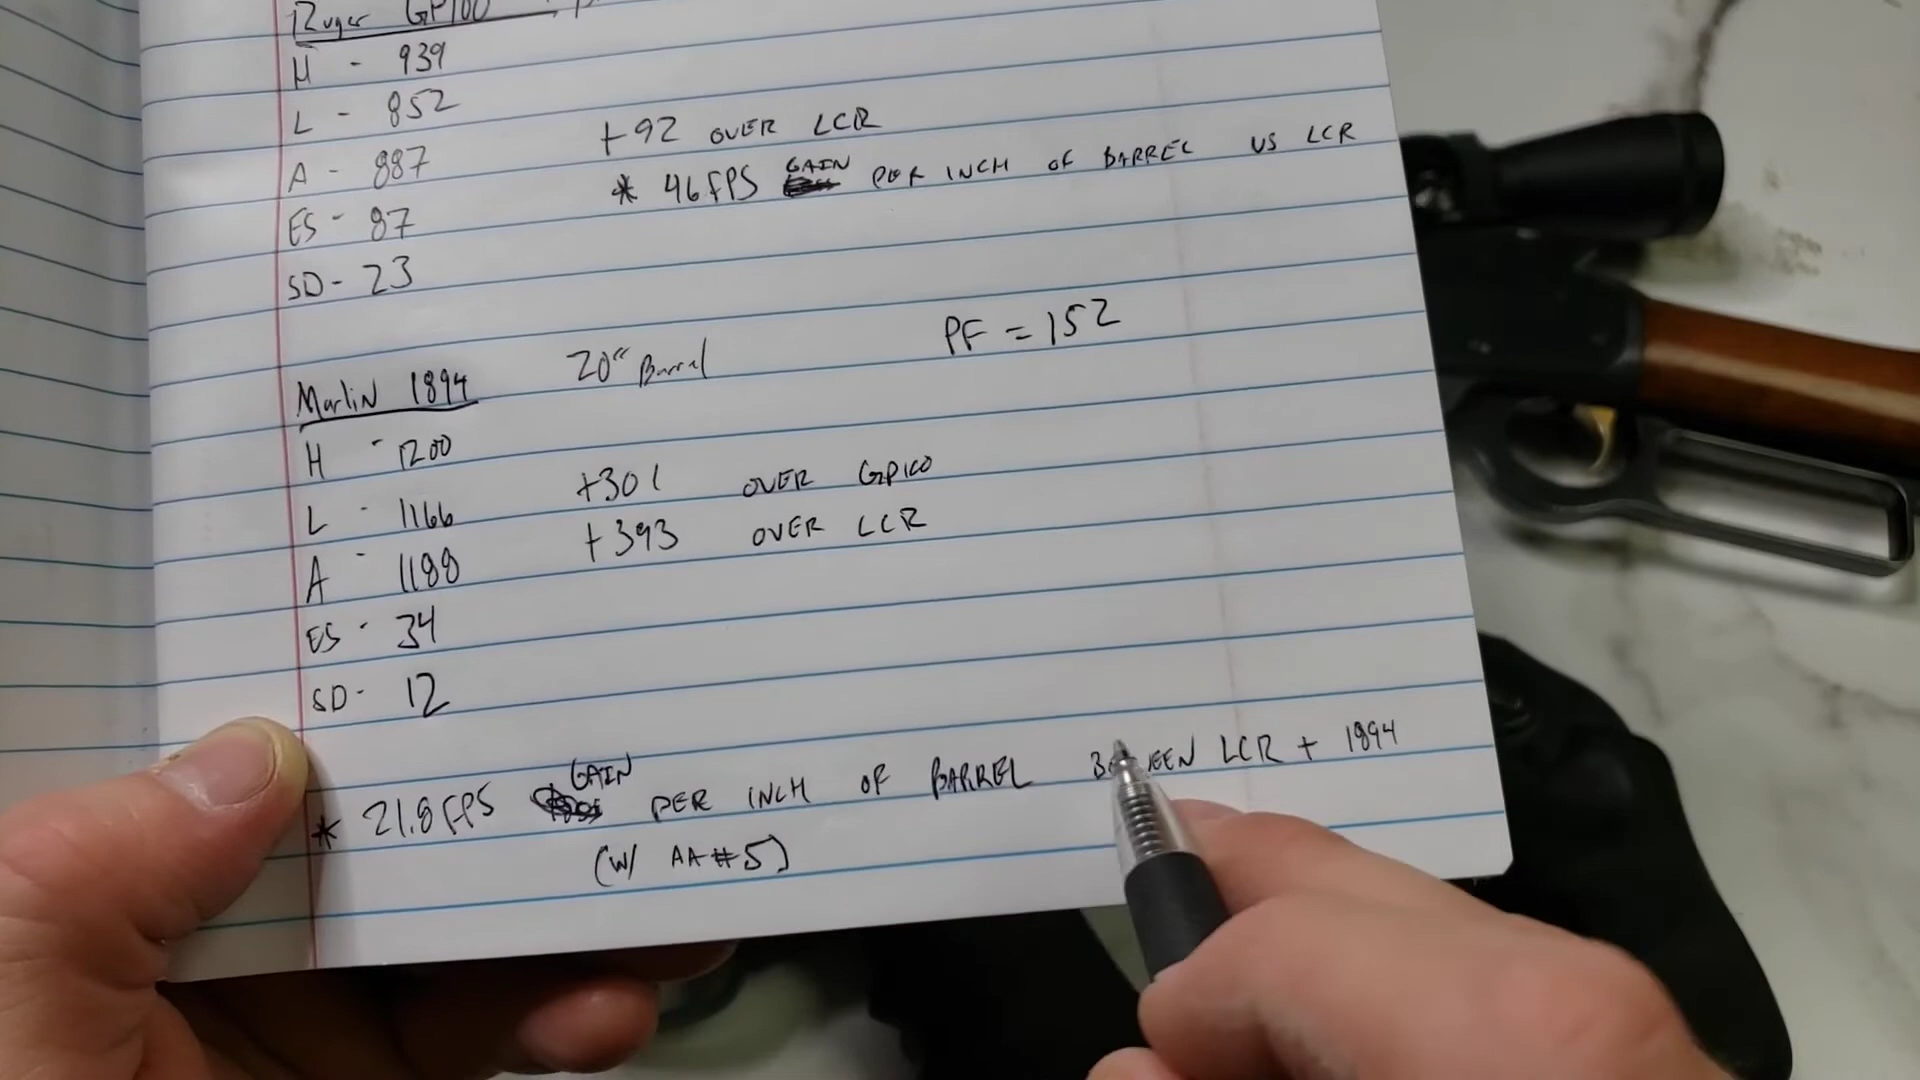 Ruger GP100
H - 939
L - 852
A - 887 +92 OVER LCR
* 46 FPS GAIN PER INCH OF BARREL VS LCR
ES - 87
SD - 23
PF = 152
Marlin 1894 20" Barrel
H - 1200
L - 1166 +301 OVER GP100
A - 1188 +393 OVER LCR
ES - 34
SD - 12
* 21.8 FPS GAIN PER INCH OF BARREL BETWEEN LCR + 1894
(W/ AA#5)